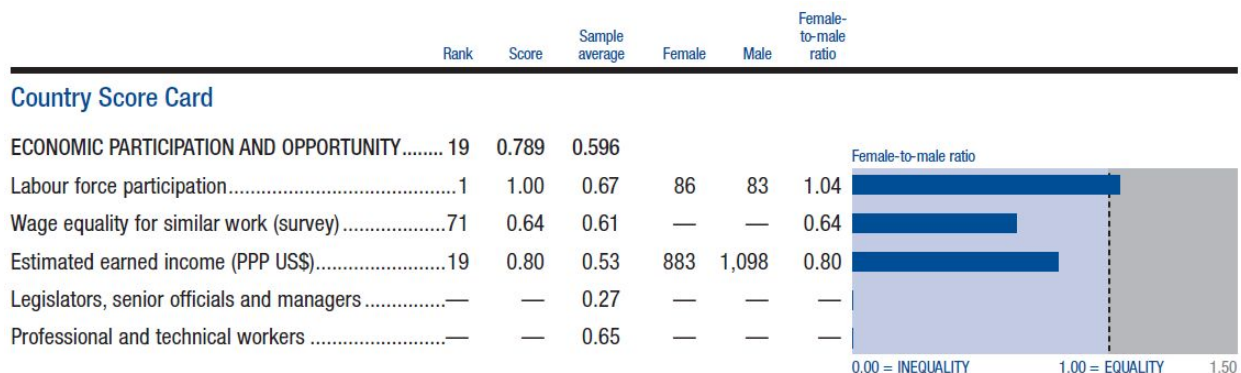 Rank Score Sample average Female Male Female-to-male ratio
Country Score Card
ECONOMIC PARTICIPATION AND OPPORTUNITY........ 19 0.789 0.596
Female-to-male ratio
Labour force participation..........................................1 1.00 0.67 86 83 1.04
Wage equality for similar work (survey)...................71 0.64 0.61 — — 0.64
Estimated earned income (PPP US$)........................19 0.80 0.53 883 1,098 0.80
Legislators, senior officials and managers...............— — 0.27 — — —
Professional and technical workers .........................— — 0.65 — — —
0.00 = INEQUALITY 1.00 = EQUALITY 1.50